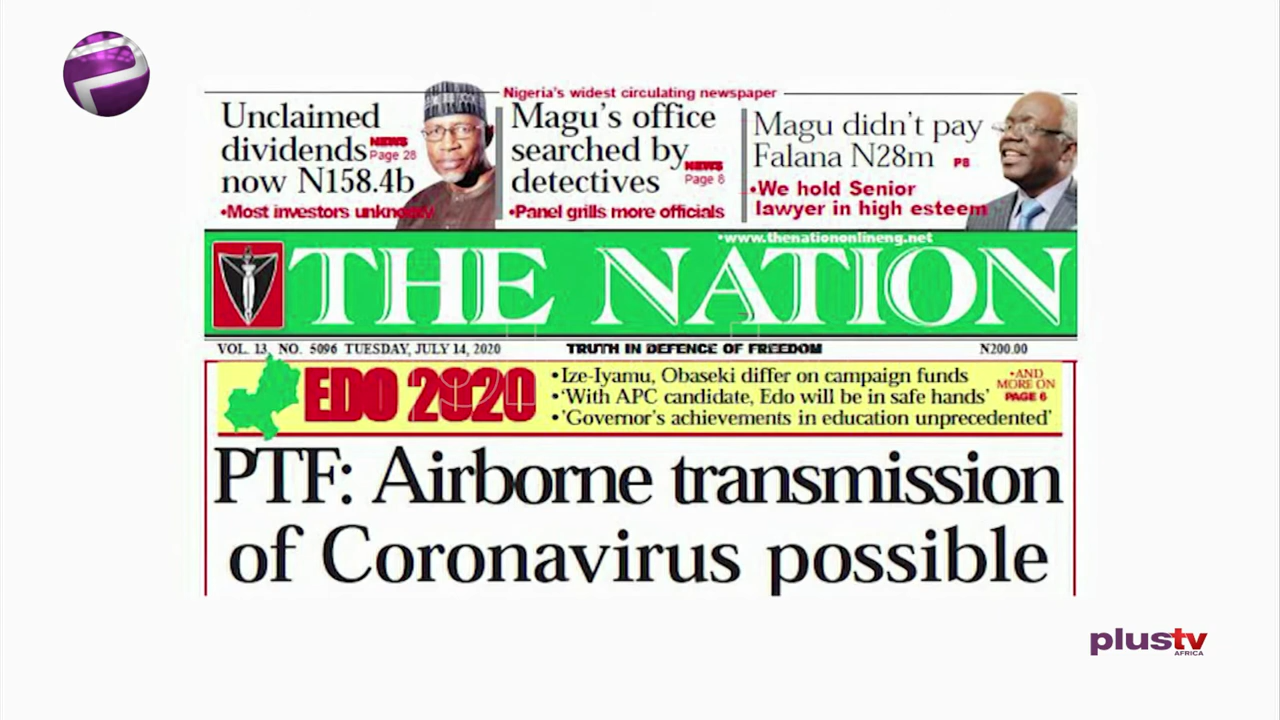 Nigeria's widest circulating newspaper
Unclaimed
dividends NEWS Page 28
now N158.4b
•Most investors unknown
Magu's office
searched by NEWS Page 8
detectives
•Panel grills more officials
Magu didn't pay
Falana N28m P8
•We hold Senior
lawyer in high esteem
•www.thenationonlineng.net
THE NATION
VOL. 13, NO. 5096 TUESDAY, JULY 14, 2020 TRUTH IN DEFENCE OF FREEDOM N200.00
EDO 2020
•Ize-Iyamu, Obaseki differ on campaign funds
•'With APC candidate, Edo will be in safe hands'
•'Governor's achievements in education unprecedented'
•AND
MORE ON
PAGE 6
PTF: Airborne transmission
of Coronavirus possible
plustv
AFRICA